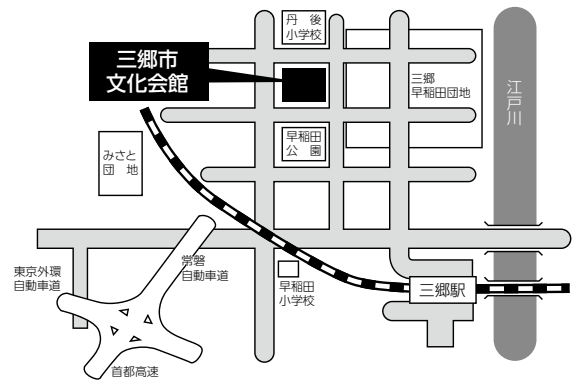 丹後
小学校
三郷市
文化会館
三郷
早稲田団地
江戸川
早稲田
公園
みさと
団地
常磐
自動車道
東京外環
自動車道
早稲田
小学校
三郷駅
首都高速